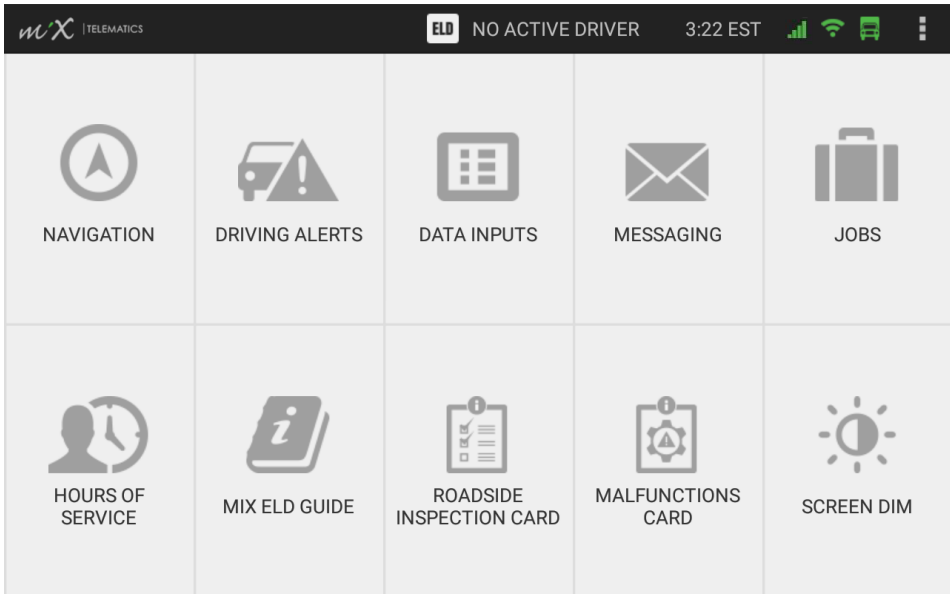 mi'X | TELEMATICS
ELD NO ACTIVE DRIVER 3:22 EST
NAVIGATION
DRIVING ALERTS
DATA INPUTS
MESSAGING
JOBS
HOURS OF
SERVICE
MIX ELD GUIDE
ROADSIDE
INSPECTION CARD
MALFUNCTIONS
CARD
SCREEN DIM